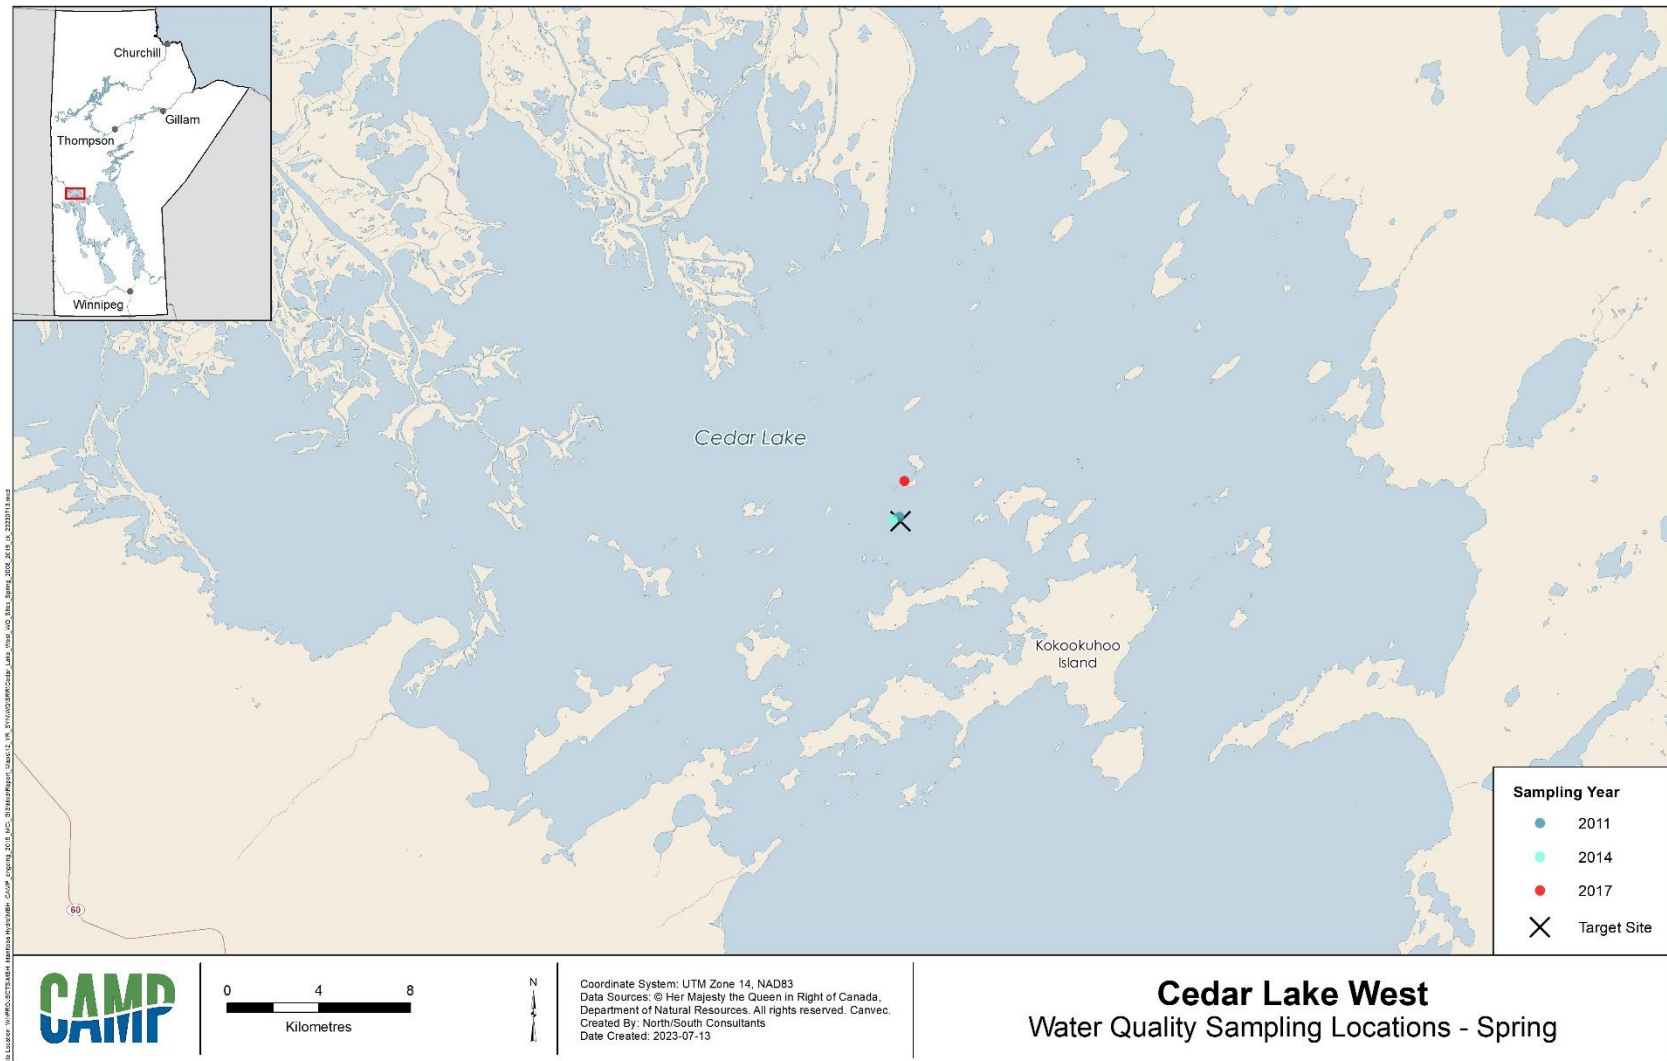 Churchill
Gillam
Thompson
Winnipeg
Cedar Lake
Kokookuhoo
Island
60
Sampling Year
2011
2014
2017
Target Site
CAMP
0 4 8
Kilometres
N
Coordinate System: UTM Zone 14, NAD83
Data Sources: © Her Majesty the Queen in Right of Canada,
Department of Natural Resources. All rights reserved. Canvec.
Created By: North/South Consultants
Date Created: 2023-07-13
Cedar Lake West
Water Quality Sampling Locations - Spring